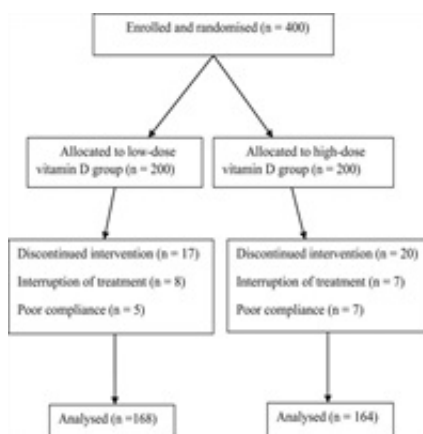 Enrolled and randomised (n = 400)
Allocated to low-dose
vitamin D group (n = 200)
Allocated to high-dose
vitamin D group (n = 200)
Discontinued intervention (n = 17)
Interruption of treatment (n = 8)
Poor compliance (n = 5)
Discontinued intervention (n = 20)
Interruption of treatment (n = 7)
Poor compliance (n = 7)
Analysed (n =168)
Analysed (n = 164)